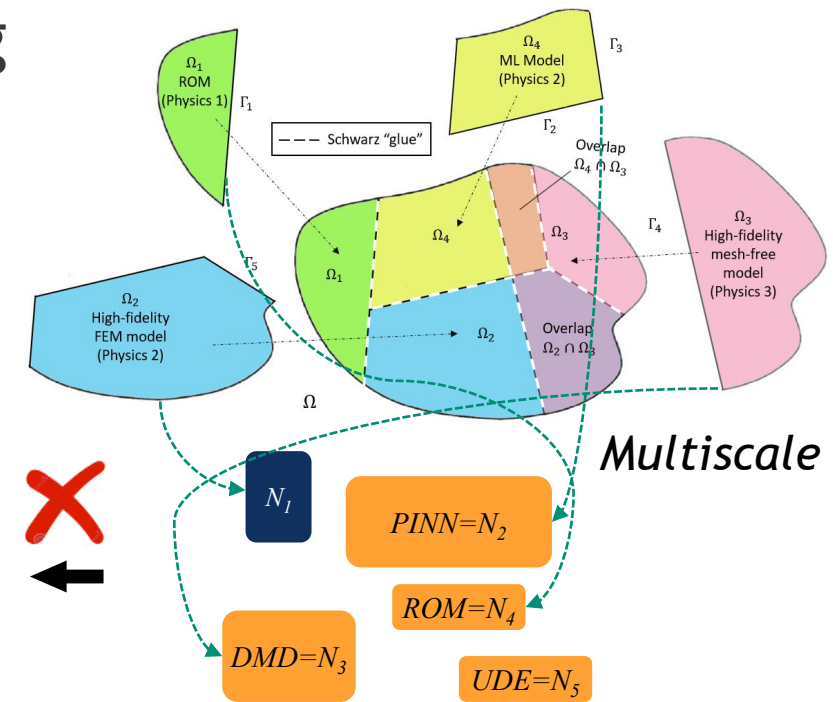 g
Ω₁
ROM
(Physics 1)
Γ₁
Ω₄
ML Model
(Physics 2)
Γ₃
Γ₂
Schwarz “glue”
Overlap
Ω₄ ∩ Ω₃
Ω₃
High-fidelity
mesh-free
model
(Physics 3)
Γ₄
Γ₅
Ω₂
High-fidelity
FEM model
(Physics 2)
Ω₁
Ω₄
Ω₃
Ω₂
Overlap
Ω₂ ∩ Ω₃
Ω
Multiscale
N₁
PINN=N₂
ROM=N₄
DMD=N₃
UDE=N₅